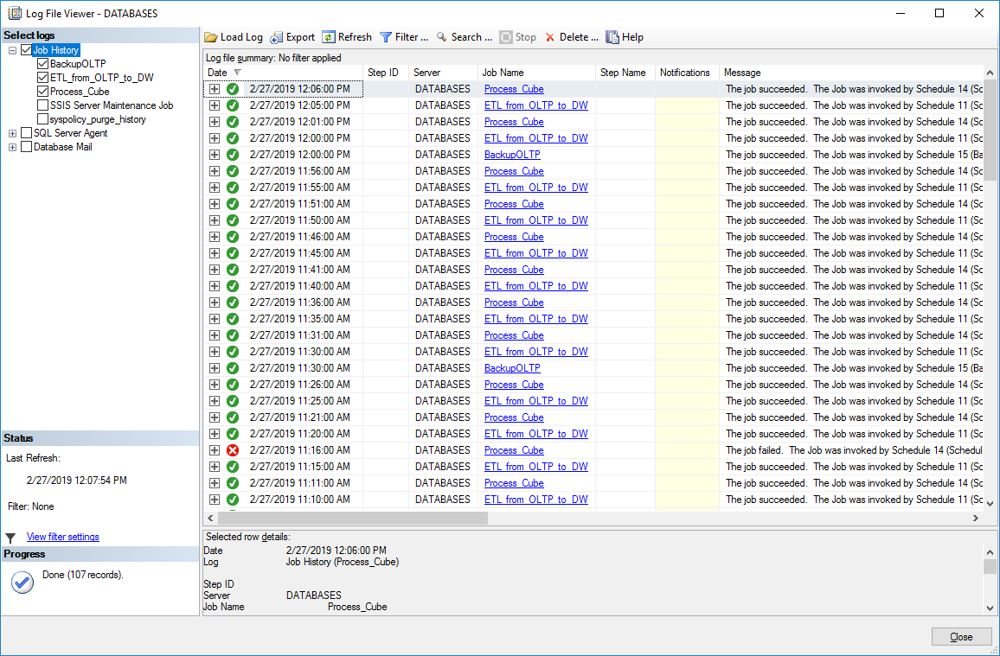 Log File Viewer - DATABASES
Select logs
Job History
BackupOLTP
ETL_from_OLTP_to_DW
Process_Cube
SSIS Server Maintenance Job
syspolicy_purge_history
SQL Server Agent
Database Mail
Status
Last Refresh:
2/27/2019 12:07:54 PM
Filter: None
View filter settings
Progress
Done (107 records).
Load Log Export Refresh Filter ... Search ... Stop Delete ... Help
Log file summary: No filter applied
Date Step ID Server Job Name Step Name Notifications Message
2/27/2019 12:06:00 PM DATABASES Process_Cube The job succeeded. The Job was invoked by Schedule 14 (Sc
2/27/2019 12:05:00 PM DATABASES ETL_from_OLTP_to_DW The job succeeded. The Job was invoked by Schedule 11 (Sc
2/27/2019 12:01:00 PM DATABASES Process_Cube The job succeeded. The Job was invoked by Schedule 14 (Sc
2/27/2019 12:00:00 PM DATABASES ETL_from_OLTP_to_DW The job succeeded. The Job was invoked by Schedule 11 (Sc
2/27/2019 12:00:00 PM DATABASES BackupOLTP The job succeeded. The Job was invoked by Schedule 15 (Ba
2/27/2019 11:56:00 AM DATABASES Process_Cube The job succeeded. The Job was invoked by Schedule 14 (Sc
2/27/2019 11:55:00 AM DATABASES ETL_from_OLTP_to_DW The job succeeded. The Job was invoked by Schedule 11 (Sc
2/27/2019 11:51:00 AM DATABASES Process_Cube The job succeeded. The Job was invoked by Schedule 14 (Sc
2/27/2019 11:50:00 AM DATABASES ETL_from_OLTP_to_DW The job succeeded. The Job was invoked by Schedule 11 (Sc
2/27/2019 11:46:00 AM DATABASES Process_Cube The job succeeded. The Job was invoked by Schedule 14 (Sc
2/27/2019 11:45:00 AM DATABASES ETL_from_OLTP_to_DW The job succeeded. The Job was invoked by Schedule 11 (Sc
2/27/2019 11:41:00 AM DATABASES Process_Cube The job succeeded. The Job was invoked by Schedule 14 (Sc
2/27/2019 11:40:00 AM DATABASES ETL_from_OLTP_to_DW The job succeeded. The Job was invoked by Schedule 11 (Sc
2/27/2019 11:36:00 AM DATABASES Process_Cube The job succeeded. The Job was invoked by Schedule 14 (Sc
2/27/2019 11:35:00 AM DATABASES ETL_from_OLTP_to_DW The job succeeded. The Job was invoked by Schedule 11 (Sc
2/27/2019 11:31:00 AM DATABASES Process_Cube The job succeeded. The Job was invoked by Schedule 14 (Sc
2/27/2019 11:30:00 AM DATABASES ETL_from_OLTP_to_DW The job succeeded. The Job was invoked by Schedule 11 (Sc
2/27/2019 11:30:00 AM DATABASES BackupOLTP The job succeeded. The Job was invoked by Schedule 15 (Ba
2/27/2019 11:26:00 AM DATABASES Process_Cube The job succeeded. The Job was invoked by Schedule 14 (Sc
2/27/2019 11:25:00 AM DATABASES ETL_from_OLTP_to_DW The job succeeded. The Job was invoked by Schedule 11 (Sc
2/27/2019 11:21:00 AM DATABASES Process_Cube The job succeeded. The Job was invoked by Schedule 14 (Sc
2/27/2019 11:20:00 AM DATABASES ETL_from_OLTP_to_DW The job succeeded. The Job was invoked by Schedule 11 (Sc
2/27/2019 11:16:00 AM DATABASES Process_Cube The job failed. The Job was invoked by Schedule 14 (Schedul
2/27/2019 11:15:00 AM DATABASES ETL_from_OLTP_to_DW The job succeeded. The Job was invoked by Schedule 11 (Sc
2/27/2019 11:11:00 AM DATABASES Process_Cube The job succeeded. The Job was invoked by Schedule 14 (Sc
2/27/2019 11:10:00 AM DATABASES ETL_from_OLTP_to_DW The job succeeded. The Job was invoked by Schedule 11 (Sc
Selected row details:
Date 2/27/2019 12:06:00 PM
Log Job History (Process_Cube)
Step ID
Server DATABASES
Job Name Process_Cube
Close